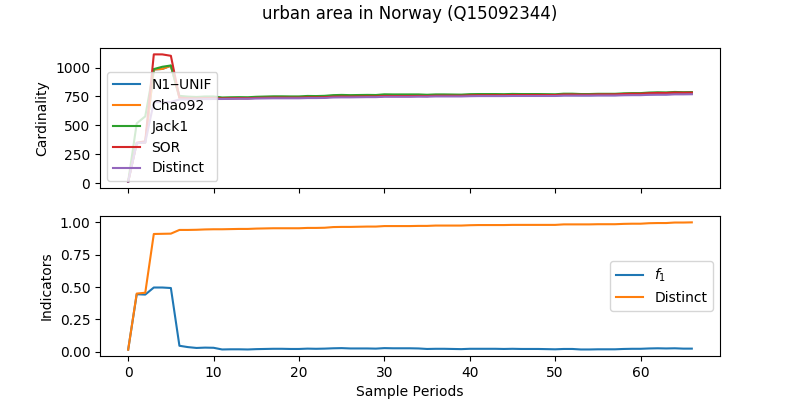 urban area in Norway (Q15092344)
Cardinality
1000
750
500
250
0
N1‒UNIF
Chao92
Jack1
SOR
Distinct
Indicators
1.00
0.75
0.50
0.25
0.00
f1
Distinct
0 10 20 30 40 50 60
Sample Periods